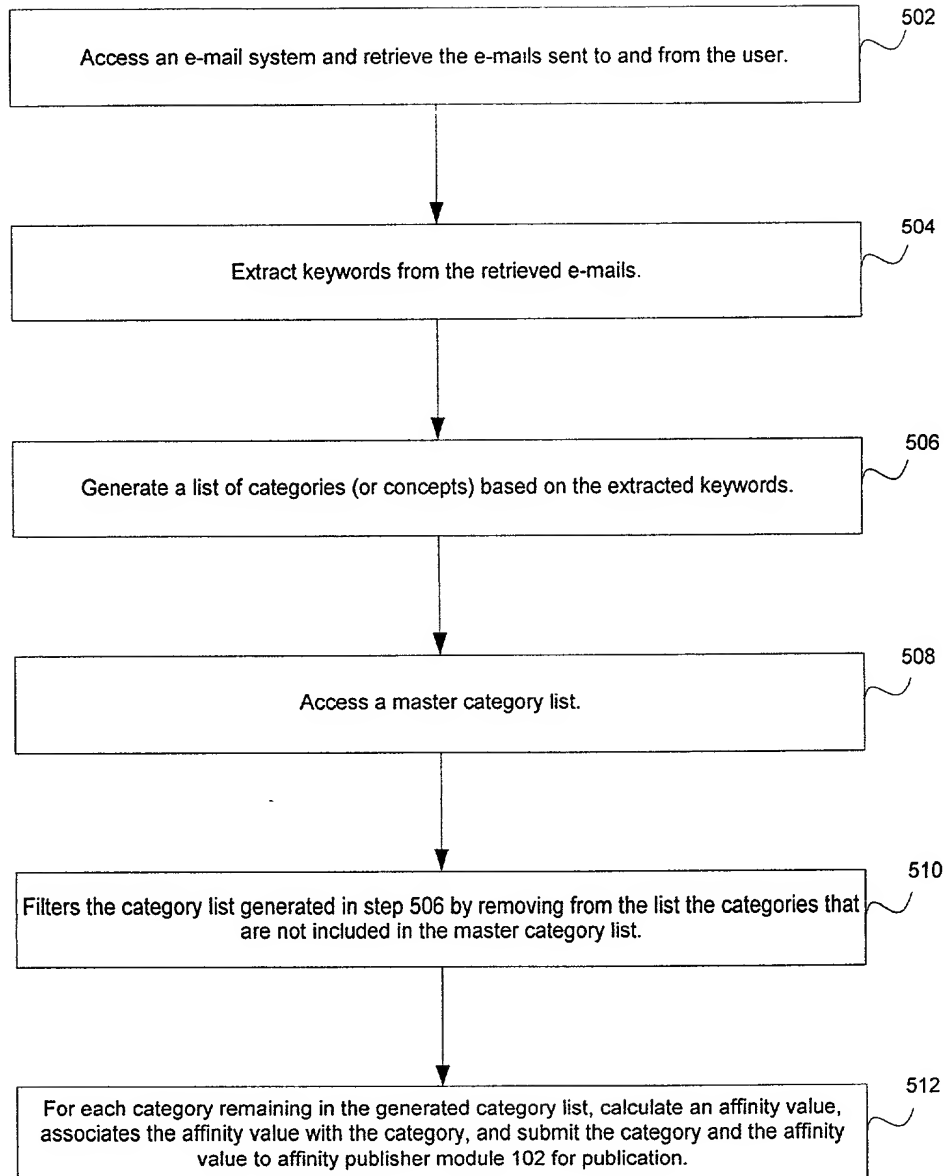 502
Access an e-mail system and retrieve the e-mails sent to and from the user.
504
Extract keywords from the retrieved e-mails.
506
Generate a list of categories (or concepts) based on the extracted keywords.
508
Access a master category list.
510
Filters the category list generated in step 506 by removing from the list the categories that
are not included in the master category list.
512
For each category remaining in the generated category list, calculate an affinity value,
associates the affinity value with the category, and submit the category and the affinity
value to affinity publisher module 102 for publication.